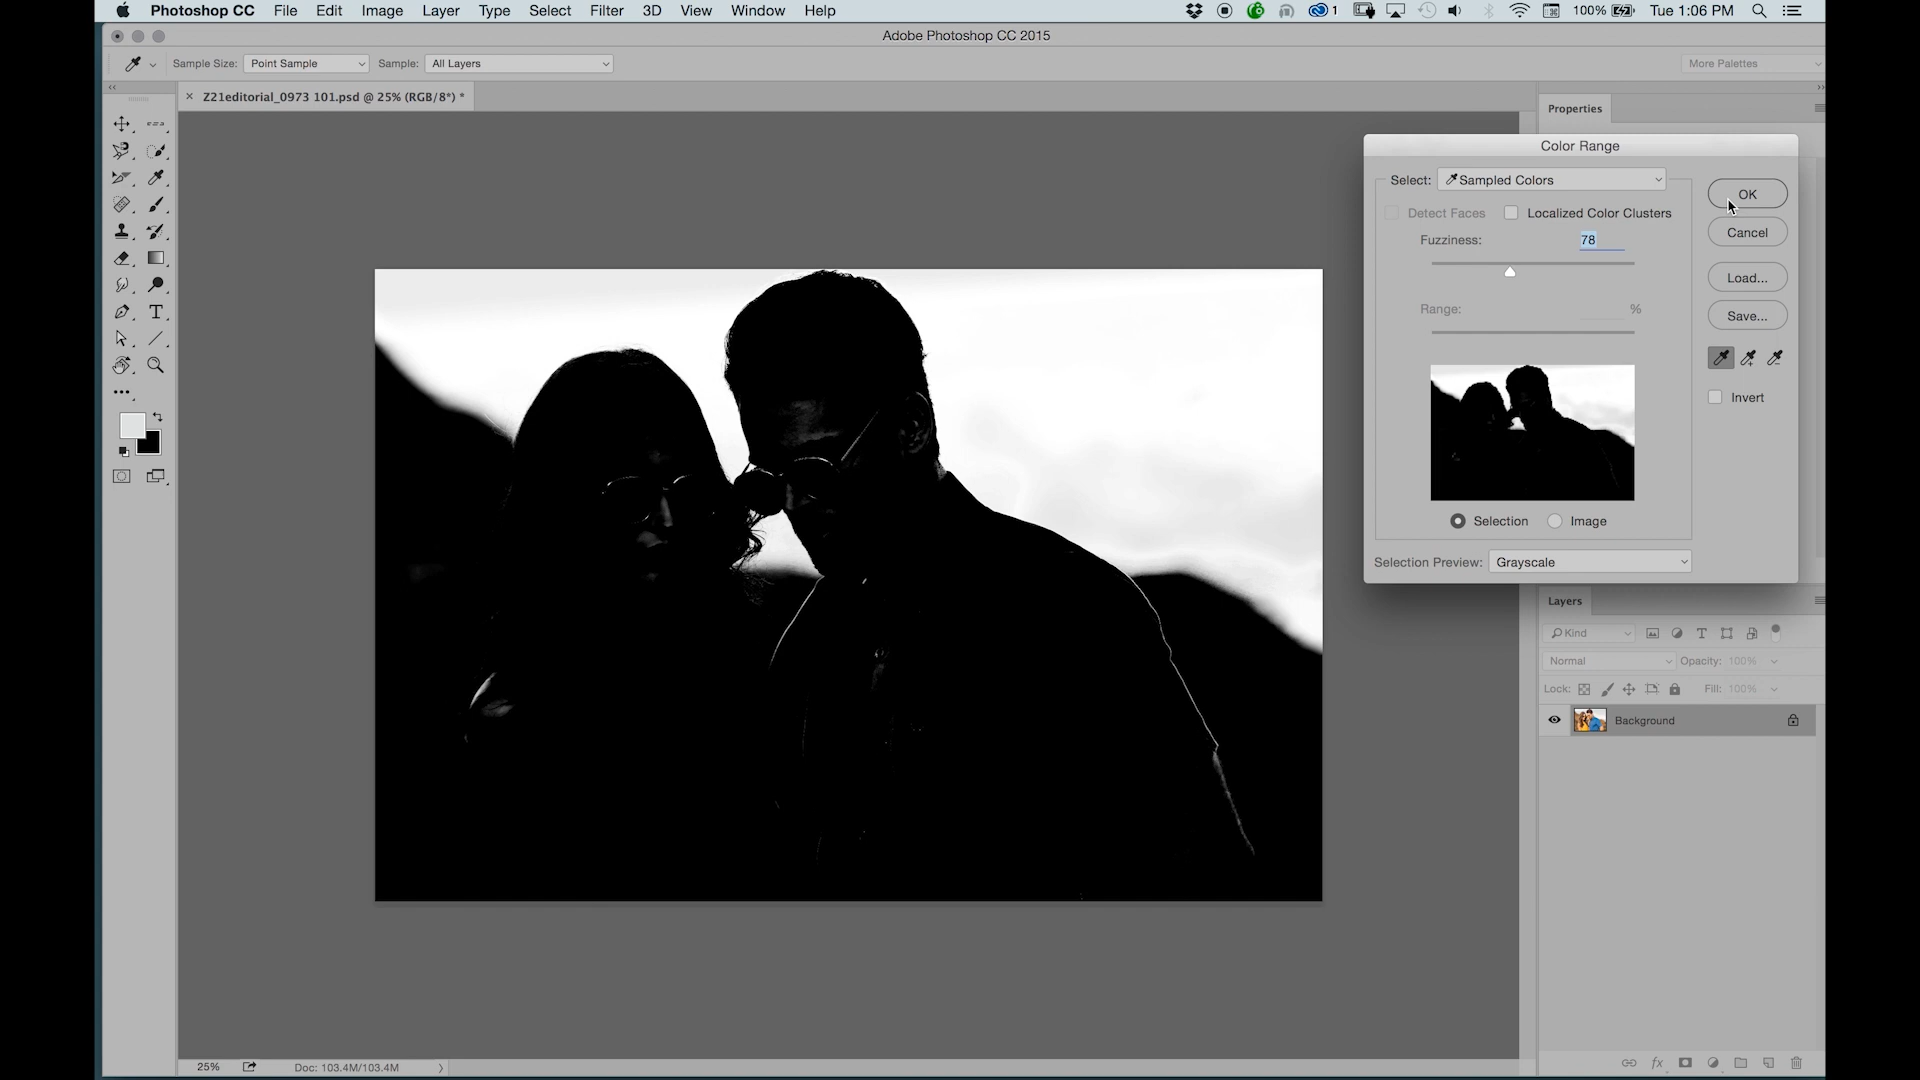 Photoshop CC File Edit Image Layer Type Select Filter 3D View Window Help 1 100% Tue 1:06 PM
Adobe Photoshop CC 2015
Sample Size: Point Sample Sample: All Layers More Palettes
× Z21editorial_0973 101.psd @ 25% (RGB/8*) *
Properties
Color Range
Select: Sampled Colors
OK
Detect Faces Localized Color Clusters
Cancel
Fuzziness: 78
Load...
Range: %
Save...
Invert
Selection Image
Selection Preview: Grayscale
Layers
Kind
Normal Opacity: 100%
Lock: Fill: 100%
Background
25% Doc: 103.4M/103.4M
fx